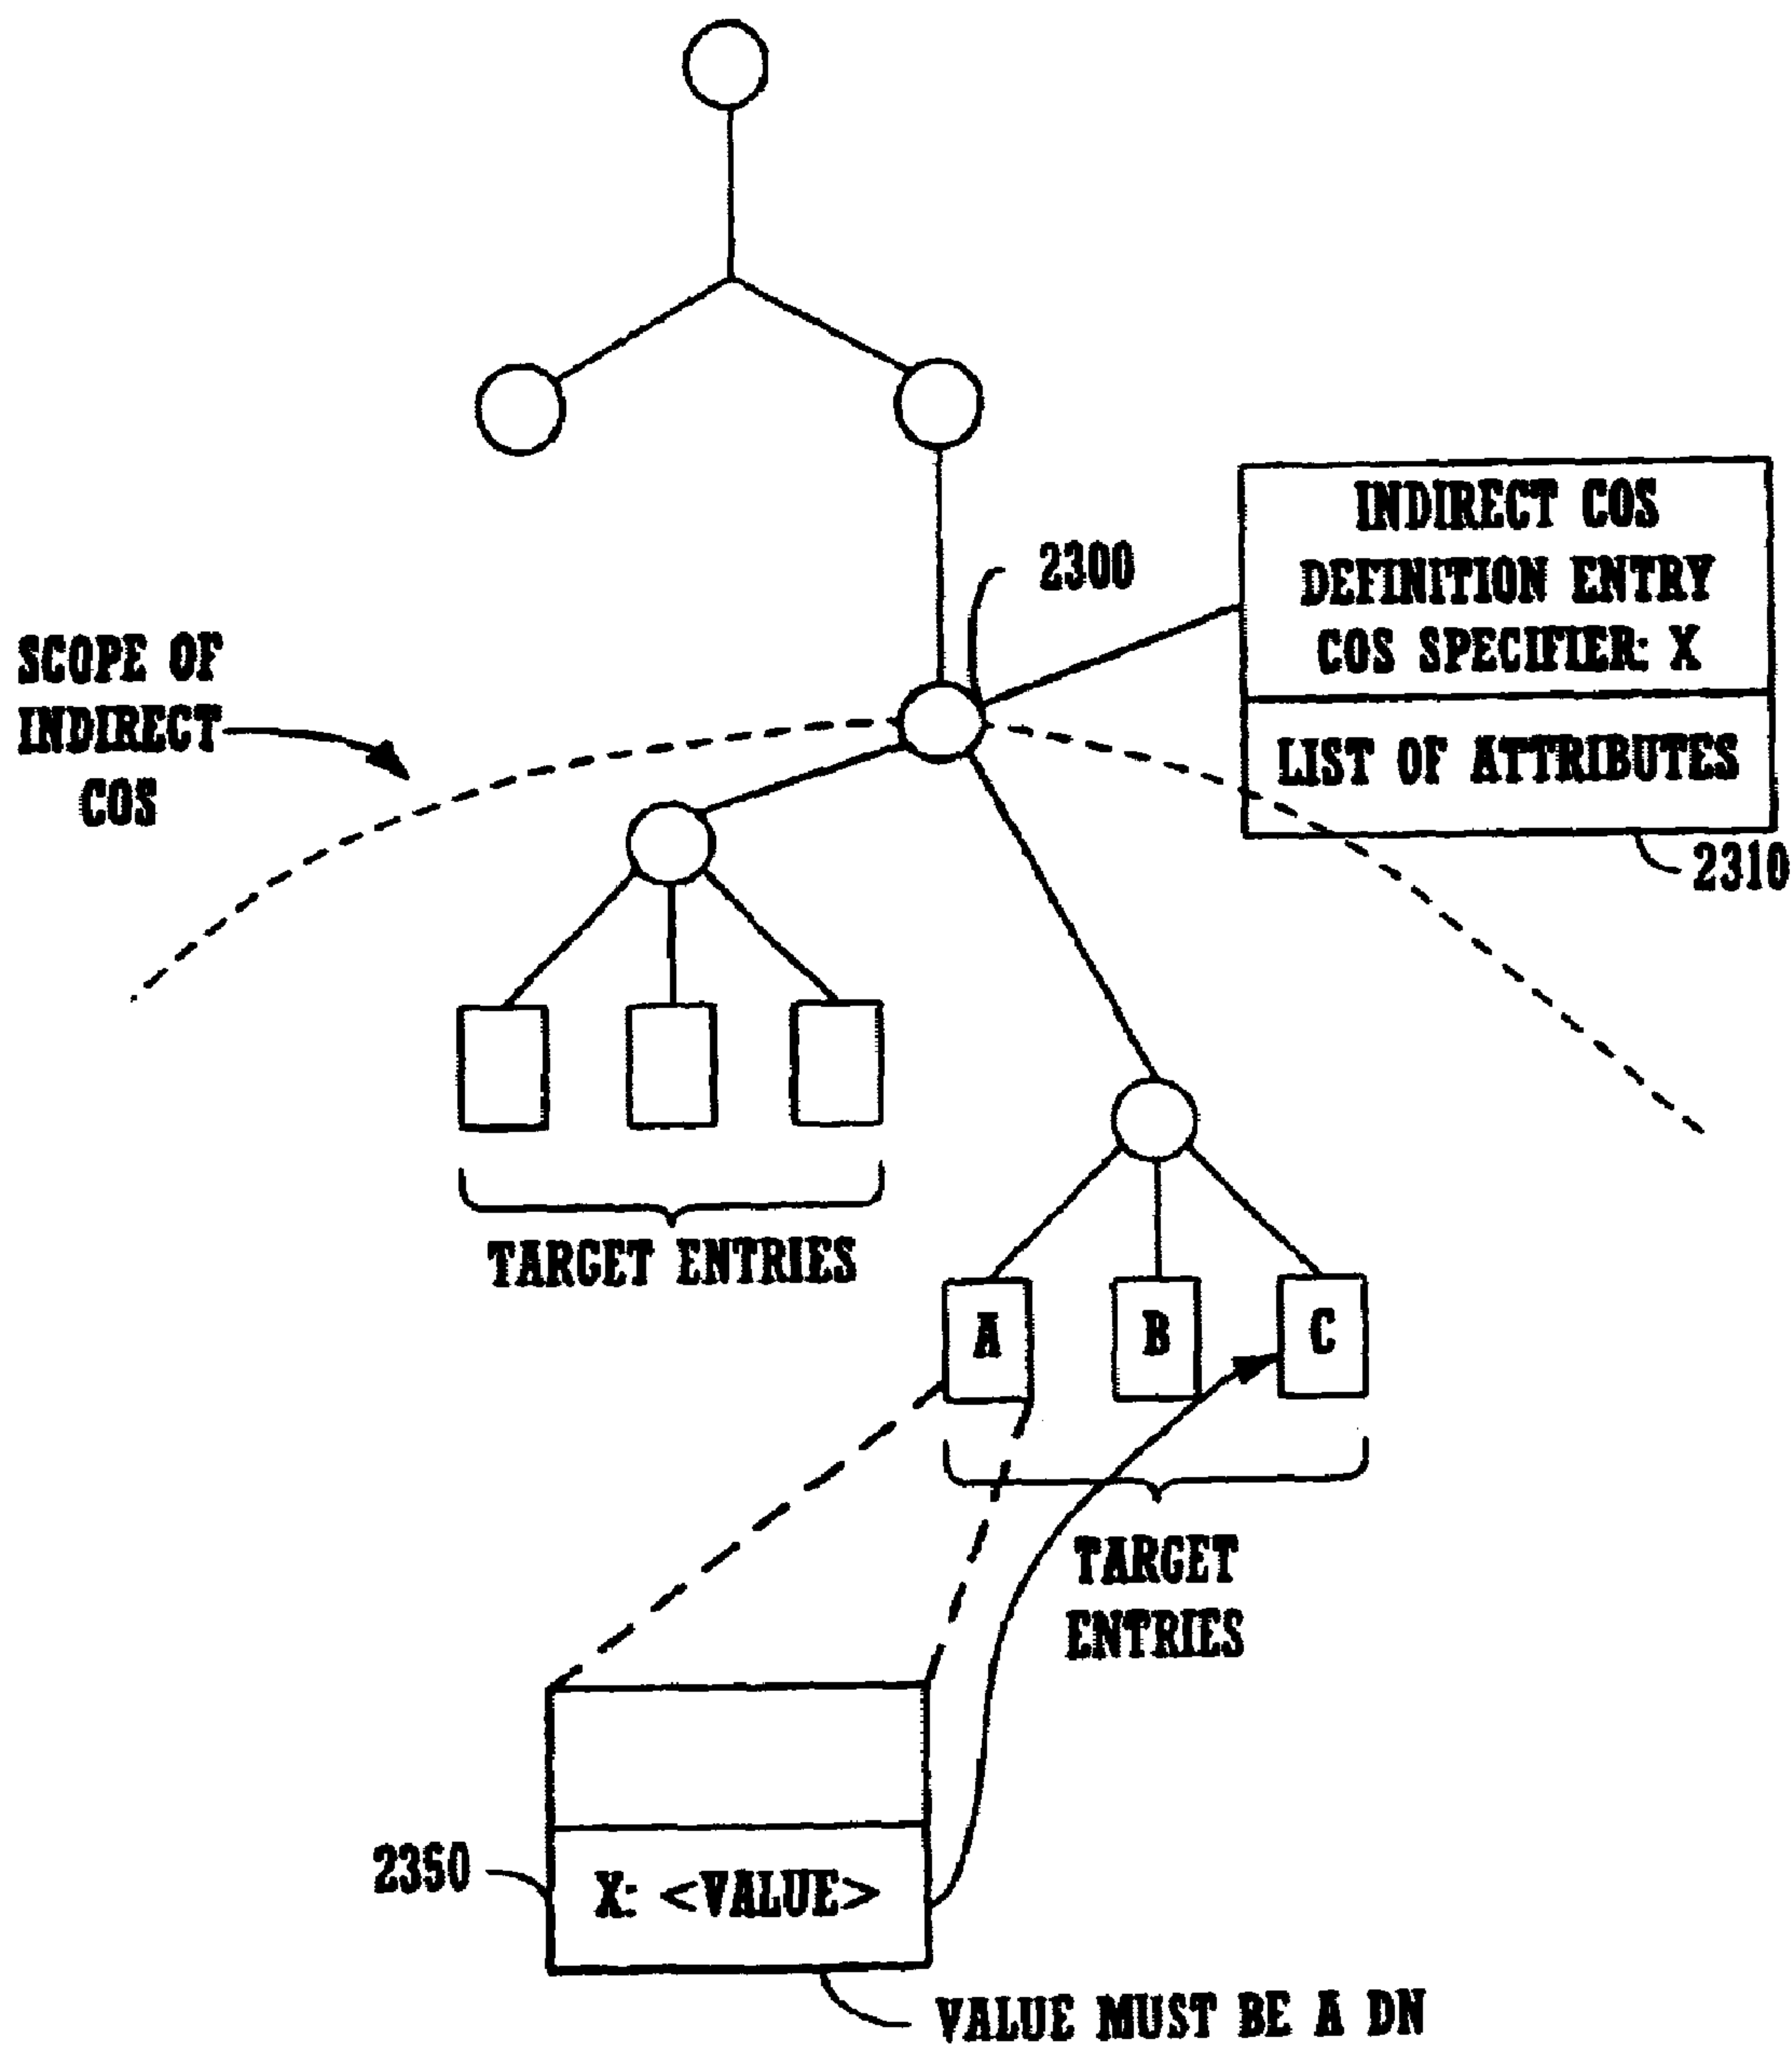 INDIRECT COS
DEFINITION ENTRY
COS SPECIFIER: X
LIST OF ATTRIBUTES
2300
2310
SCOPE OF
INDIRECT
COS
TARGET ENTRIES
A
B
C
TARGET
ENTRIES
2350
X: <VALUE>
VALUE MUST BE A DN